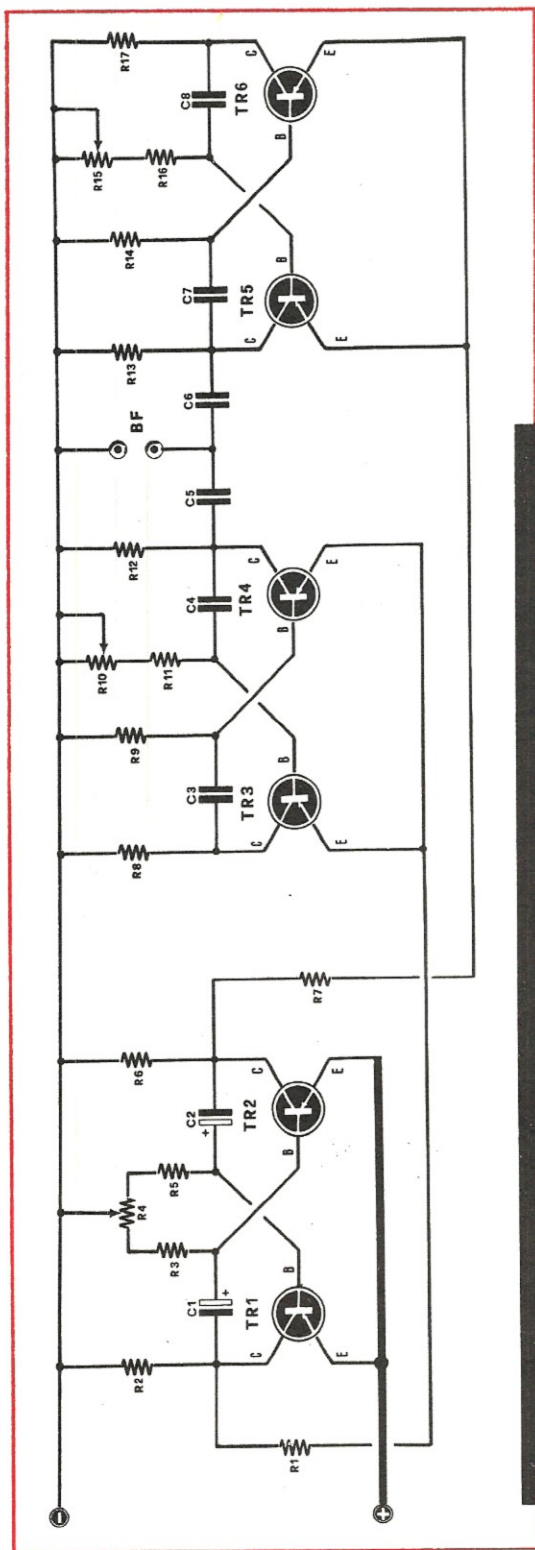 −
R1
R2
C1
+
TR1
C
B
E
R3
R4
R5
C2
+
TR2
R6
C
B
E
R7
+
R8
C3
TR3
C
B
E
R9
R10
R11
C4
TR4
R12
C
B
E
C5
BF
C6
R13
C7
TR5
C
B
E
R14
R15
R16
C8
TR6
R17
C
B
E